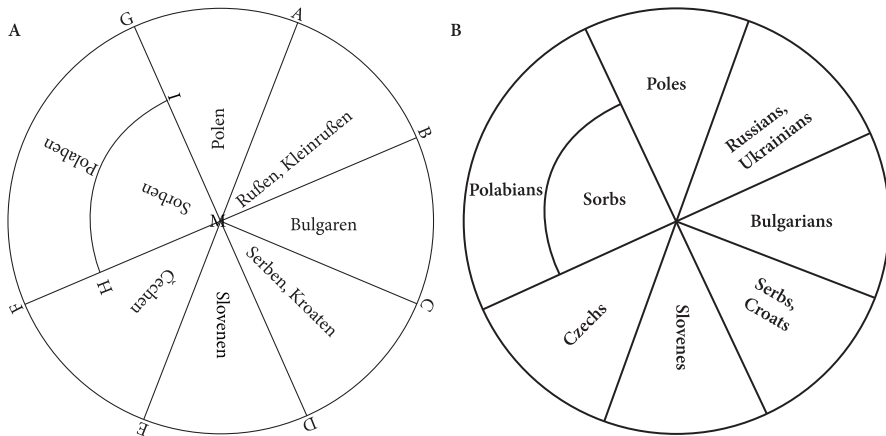 A
G
A
I
B
Polaben
Polen
Rußen, Kleinrußen
Sorben
M
Bulgaren
H
Čechen
Serben, Kroaten
Slovenen
F
C
E
D
B
Poles
Russians,
Ukrainians
Polabians
Sorbs
Bulgarians
Serbs,
Croats
Czechs
Slovenes